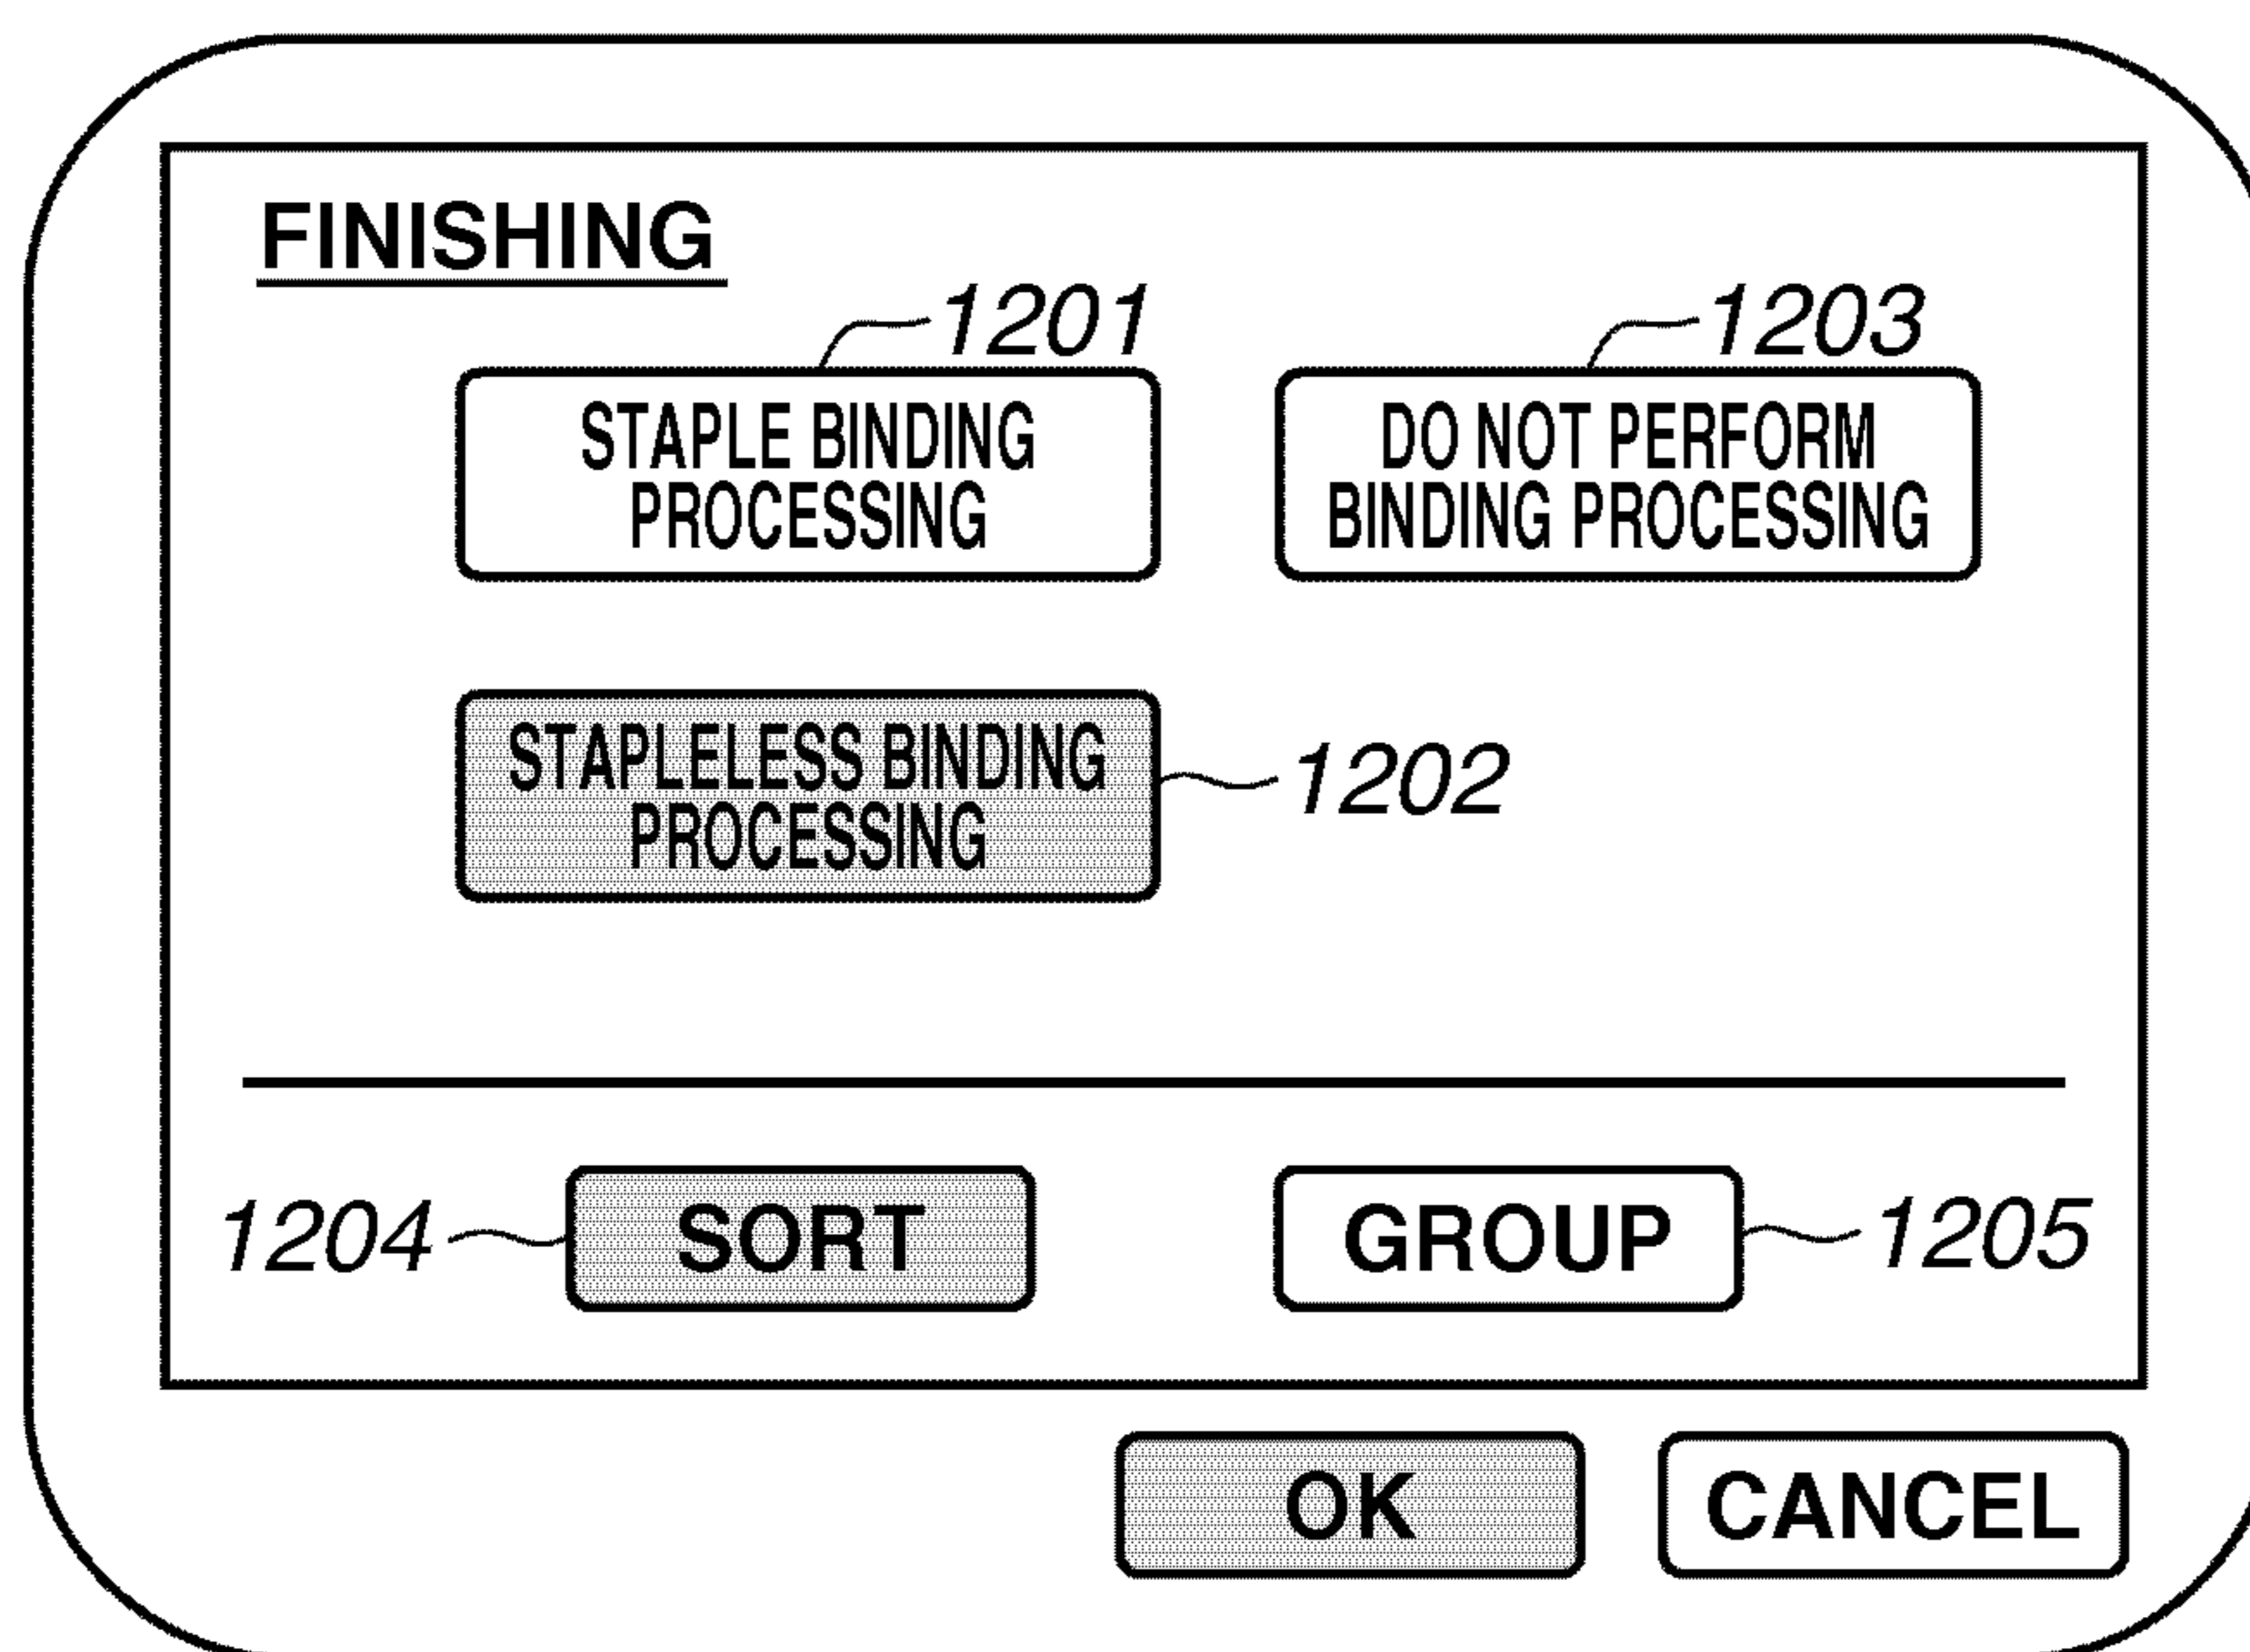 FINISHING
1201
1203
STAPLE BINDING
PROCESSING
DO NOT PERFORM
BINDING PROCESSING
STAPLELESS BINDING
PROCESSING
1202
1204
SORT
GROUP
1205
OK
CANCEL